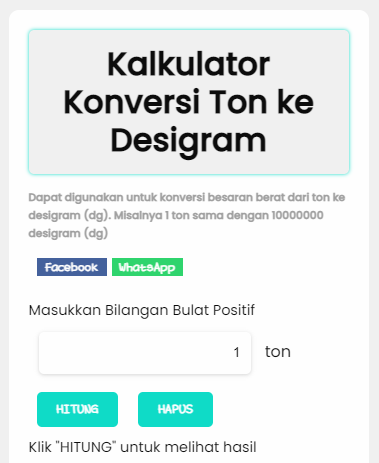 Kalkulator
Konversi Ton ke
Desigram
Dapat digunakan untuk konversi besaran berat dari ton ke
desigram (dg). Misalnya 1 ton sama dengan 10000000
desigram (dg)
Facebook WhatsApp
Masukkan Bilangan Bulat Positif
1 ton
HITUNG HAPUS
Klik "HITUNG" untuk melihat hasil